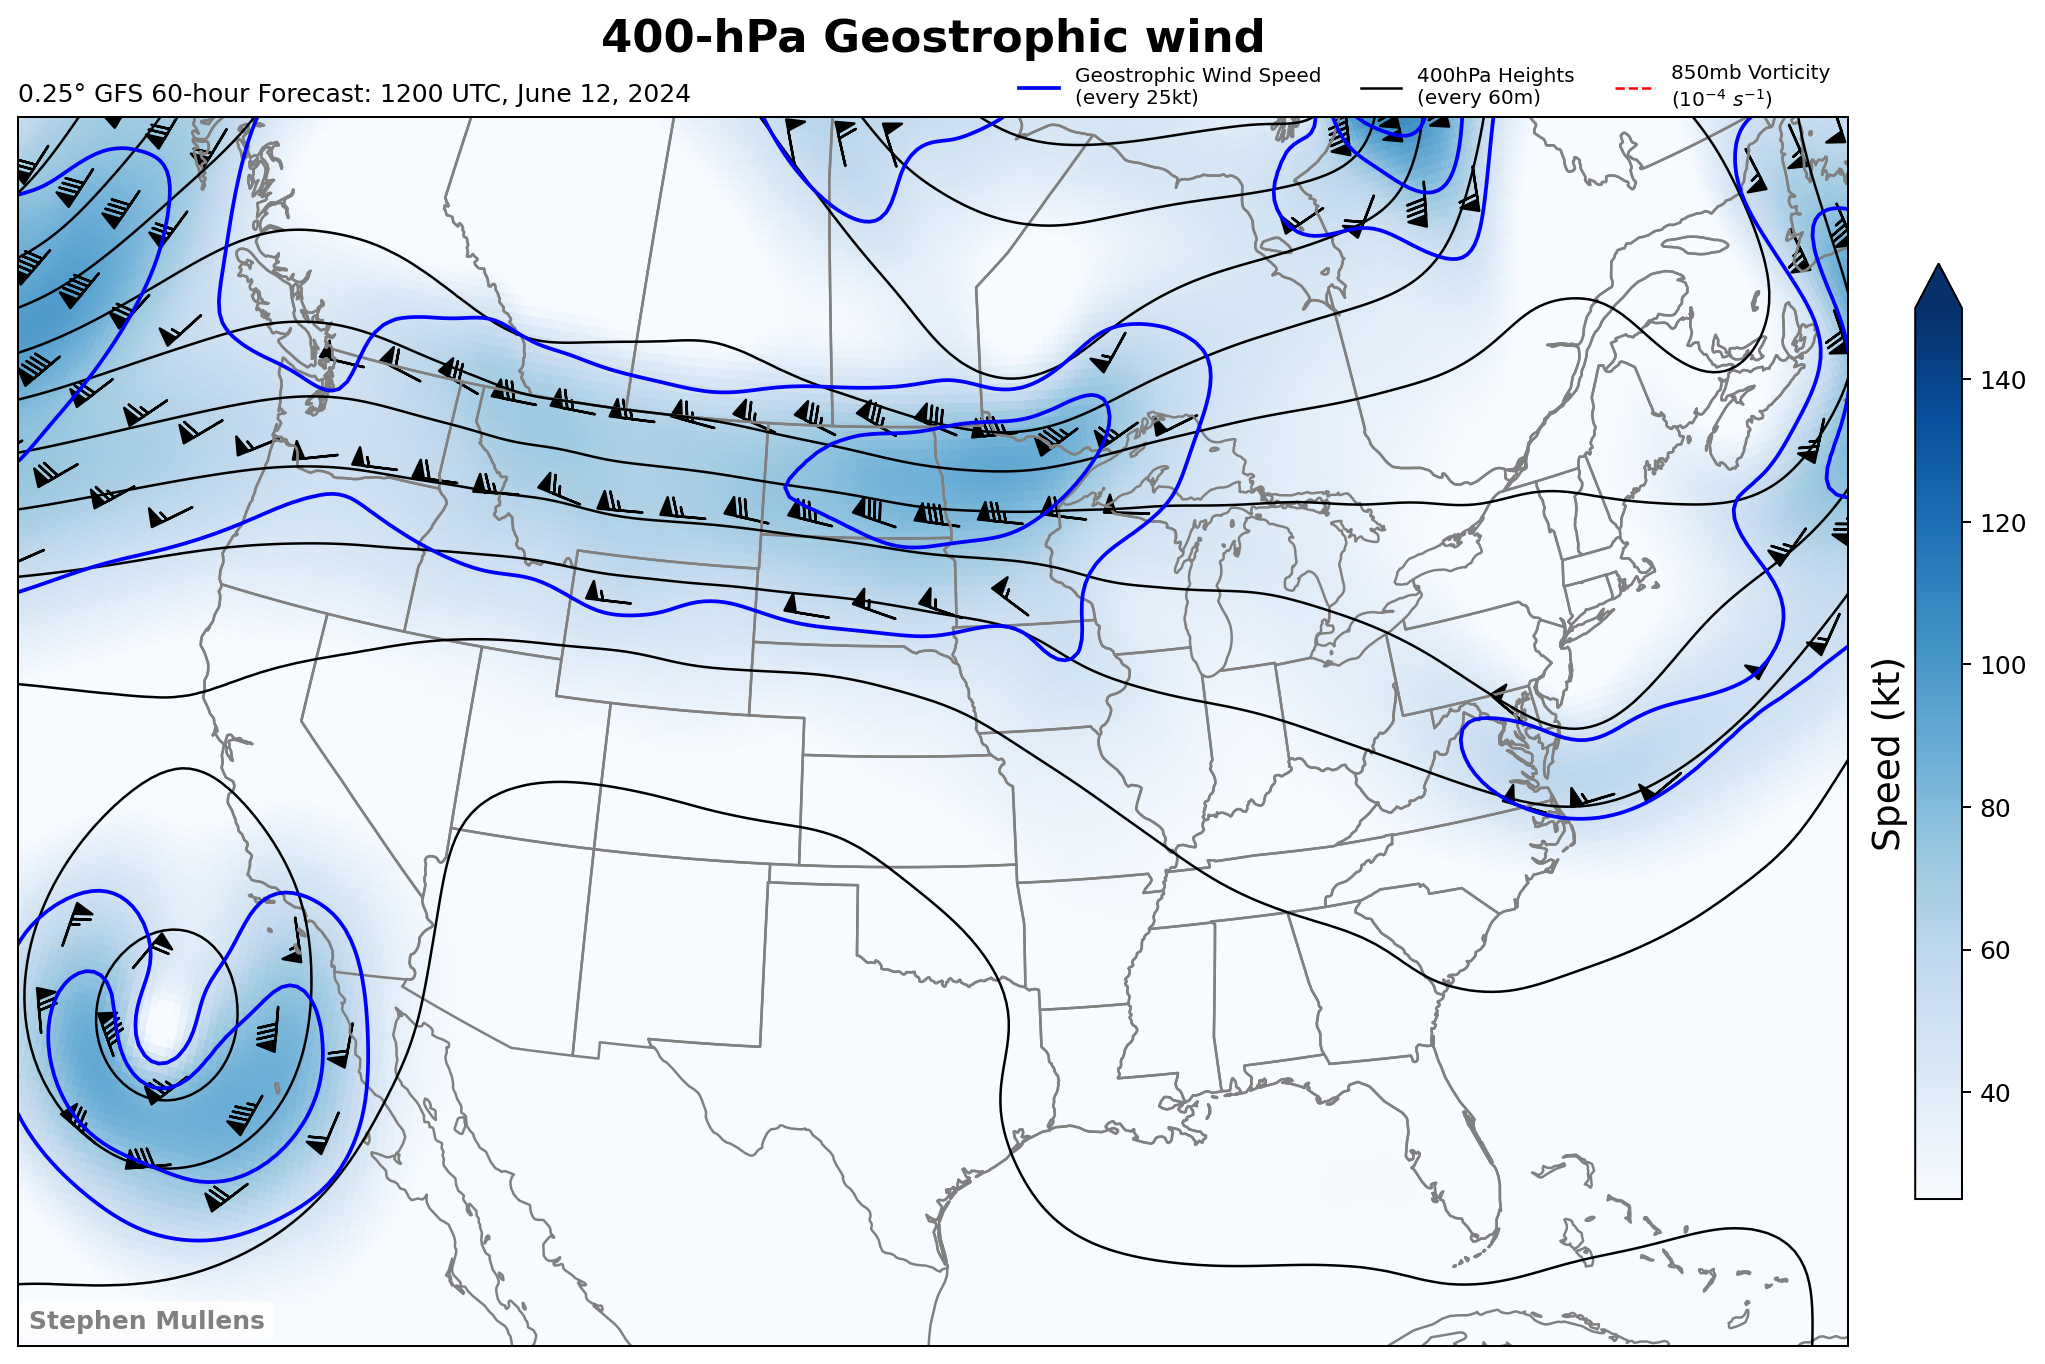 400-hPa Geostrophic wind
0.25° GFS 60-hour Forecast: 1200 UTC, June 12, 2024
Geostrophic Wind Speed
(every 25kt)
400hPa Heights
(every 60m)
850mb Vorticity
(10⁻⁴ s⁻¹)
140
120
100
80
60
40
Speed (kt)
Stephen Mullens